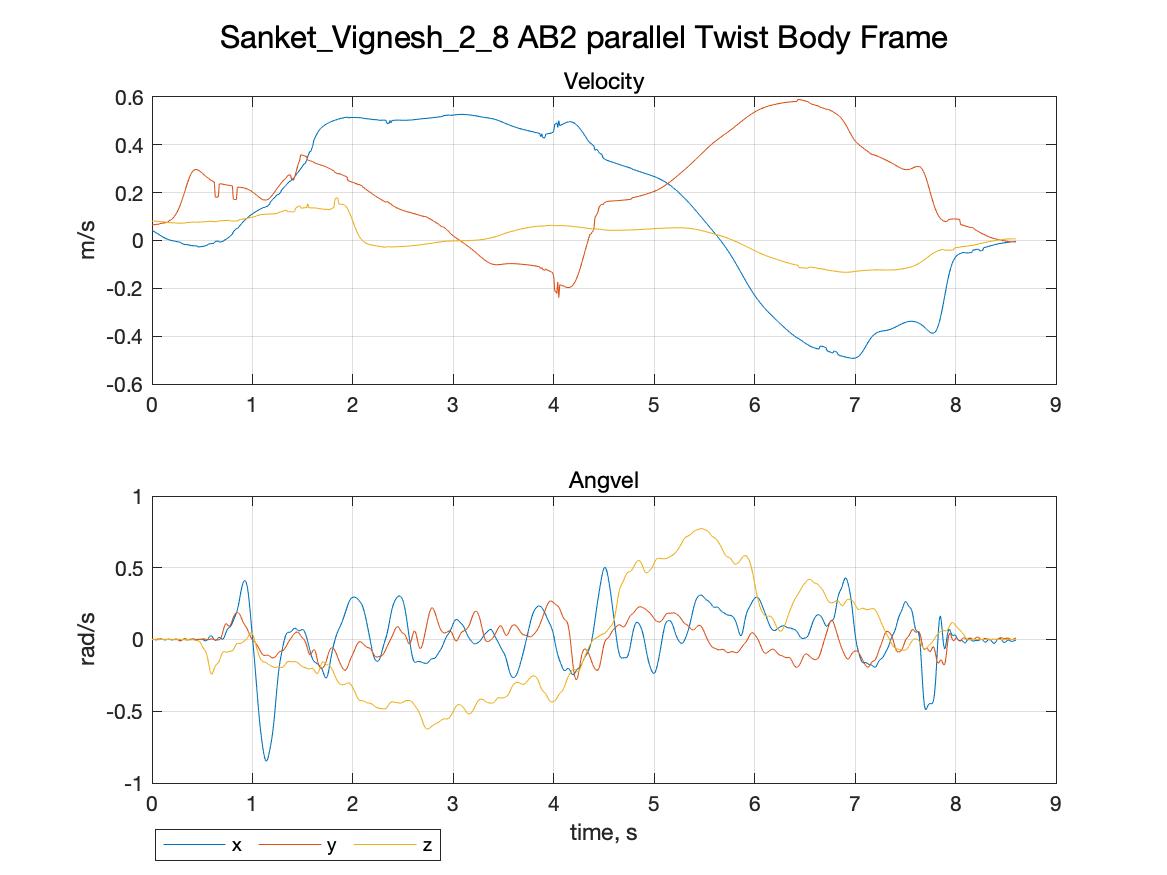 Sanket_Vignesh_2_8 AB2 parallel Twist Body Frame
Velocity
0.6
0.4
0.2
0
-0.2
-0.4
-0.6
m/s
0 1 2 3 4 5 6 7 8 9
Angvel
1
0.5
0
-0.5
-1
rad/s
0 1 2 3 4 5 6 7 8 9
time, s
x y z